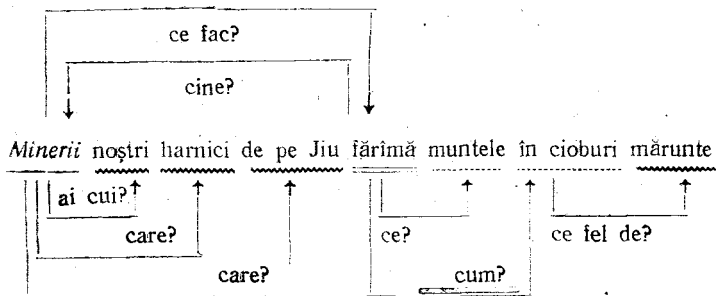 ce fac?
cine?
Minerii noștri harnici de pe Jiu fărîmă muntele în cioburi mărunte
ai cui?
care? ce? ce fel de?
care? cum?